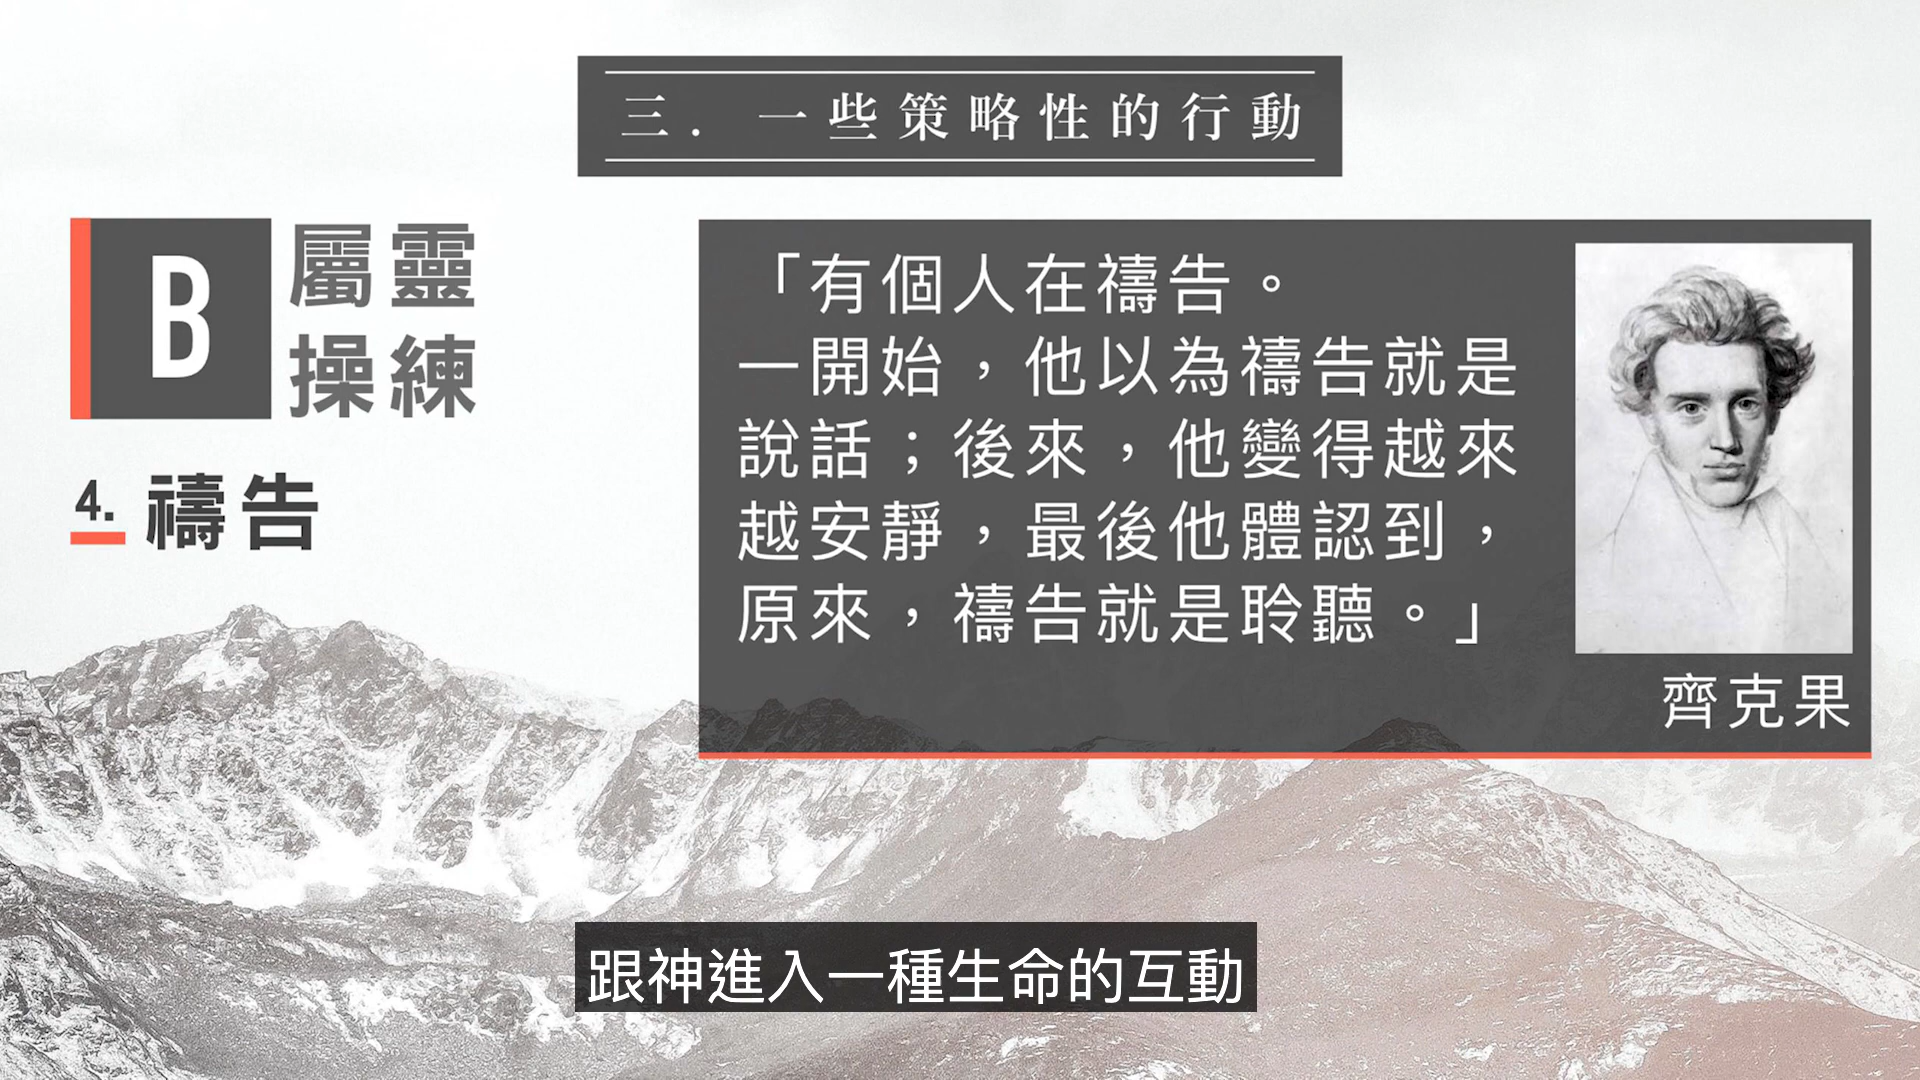 三. 一些策略性的行動
B
屬靈
操練
4. 禱告
「有個人在禱告。
一開始，他以為禱告就是
說話；後來，他變得越來
越安靜，最後他體認到，
原來，禱告就是聆聽。」
齊克果
跟神進入一種生命的互動